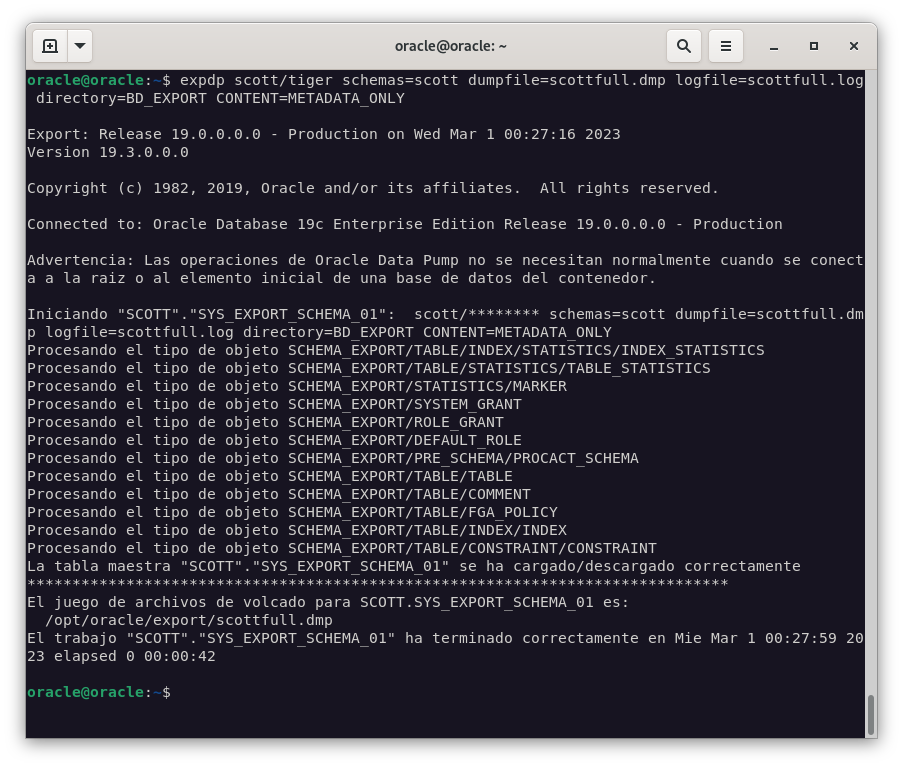 oracle@oracle: ~
oracle@oracle:~$ expdp scott/tiger schemas=scott dumpfile=scottfull.dmp logfile=scottfull.log
 directory=BD_EXPORT CONTENT=METADATA_ONLY
Export: Release 19.0.0.0.0 - Production on Wed Mar 1 00:27:16 2023
Version 19.3.0.0.0
Copyright (c) 1982, 2019, Oracle and/or its affiliates.  All rights reserved.
Connected to: Oracle Database 19c Enterprise Edition Release 19.0.0.0.0 - Production
Advertencia: Las operaciones de Oracle Data Pump no se necesitan normalmente cuando se conect
a a la raiz o al elemento inicial de una base de datos del contenedor.
Iniciando "SCOTT"."SYS_EXPORT_SCHEMA_01":  scott/******** schemas=scott dumpfile=scottfull.dm
p logfile=scottfull.log directory=BD_EXPORT CONTENT=METADATA_ONLY
Procesando el tipo de objeto SCHEMA_EXPORT/TABLE/INDEX/STATISTICS/INDEX_STATISTICS
Procesando el tipo de objeto SCHEMA_EXPORT/TABLE/STATISTICS/TABLE_STATISTICS
Procesando el tipo de objeto SCHEMA_EXPORT/STATISTICS/MARKER
Procesando el tipo de objeto SCHEMA_EXPORT/SYSTEM_GRANT
Procesando el tipo de objeto SCHEMA_EXPORT/ROLE_GRANT
Procesando el tipo de objeto SCHEMA_EXPORT/DEFAULT_ROLE
Procesando el tipo de objeto SCHEMA_EXPORT/PRE_SCHEMA/PROCACT_SCHEMA
Procesando el tipo de objeto SCHEMA_EXPORT/TABLE/TABLE
Procesando el tipo de objeto SCHEMA_EXPORT/TABLE/COMMENT
Procesando el tipo de objeto SCHEMA_EXPORT/TABLE/FGA_POLICY
Procesando el tipo de objeto SCHEMA_EXPORT/TABLE/INDEX/INDEX
Procesando el tipo de objeto SCHEMA_EXPORT/TABLE/CONSTRAINT/CONSTRAINT
La tabla maestra "SCOTT"."SYS_EXPORT_SCHEMA_01" se ha cargado/descargado correctamente
******************************************************************************
El juego de archivos de volcado para SCOTT.SYS_EXPORT_SCHEMA_01 es:
  /opt/oracle/export/scottfull.dmp
El trabajo "SCOTT"."SYS_EXPORT_SCHEMA_01" ha terminado correctamente en Mie Mar 1 00:27:59 20
23 elapsed 0 00:00:42
oracle@oracle:~$